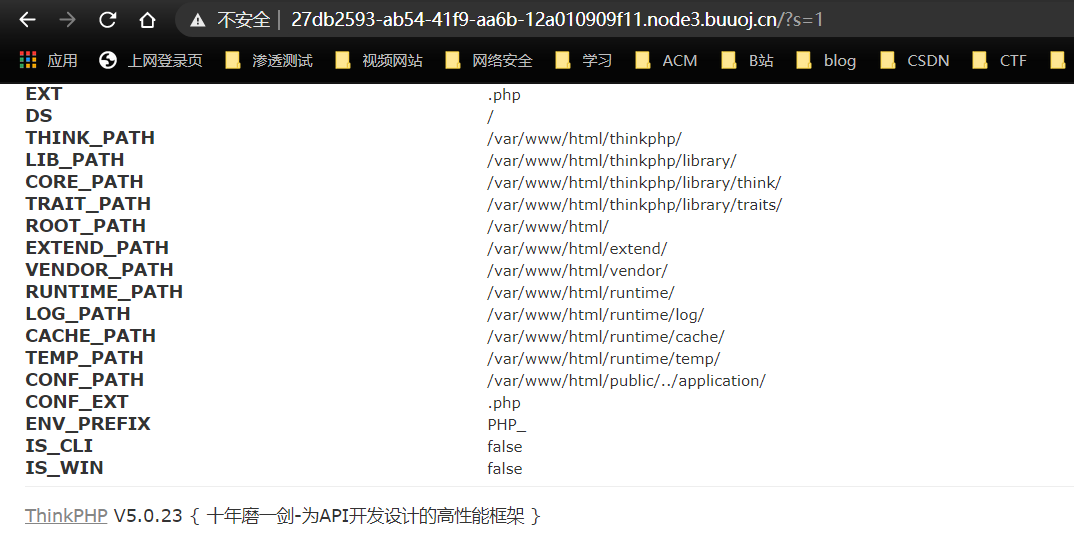 不安全 | 27db2593-ab54-41f9-aa6b-12a010909f11.node3.buuoj.cn/?s=1
应用 上网登录页 渗透测试 视频网站 网络安全 学习 ACM B站 blog CSDN CTF
EXT .php
DS /
THINK_PATH /var/www/html/thinkphp/
LIB_PATH /var/www/html/thinkphp/library/
CORE_PATH /var/www/html/thinkphp/library/think/
TRAIT_PATH /var/www/html/thinkphp/library/traits/
ROOT_PATH /var/www/html/
EXTEND_PATH /var/www/html/extend/
VENDOR_PATH /var/www/html/vendor/
RUNTIME_PATH /var/www/html/runtime/
LOG_PATH /var/www/html/runtime/log/
CACHE_PATH /var/www/html/runtime/cache/
TEMP_PATH /var/www/html/runtime/temp/
CONF_PATH /var/www/html/public/../application/
CONF_EXT .php
ENV_PREFIX PHP_
IS_CLI false
IS_WIN false
ThinkPHP V5.0.23 { 十年磨一剑-为API开发设计的高性能框架 }